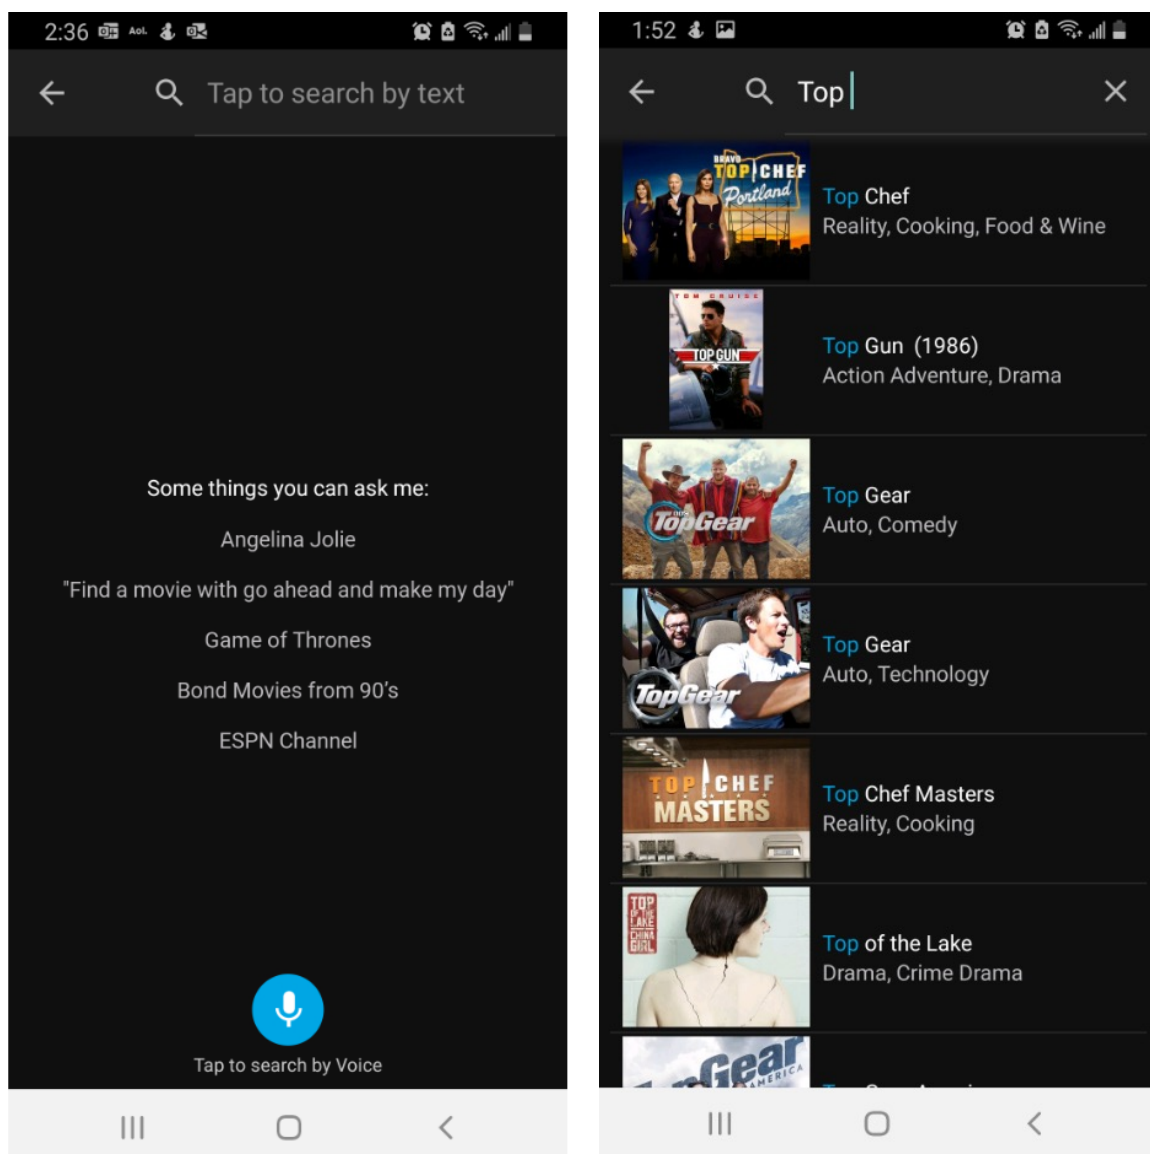 2:36
Aol.
Tap to search by text
Some things you can ask me:
Angelina Jolie
"Find a movie with go ahead and make my day"
Game of Thrones
Bond Movies from 90's
ESPN Channel
Tap to search by Voice
1:52
Top
BRAVO
TOP CHEF
Portland
Top Chef
Reality, Cooking, Food & Wine
TOM CRUISE
TOP GUN
Top Gun (1986)
Action Adventure, Drama
TopGear
Top Gear
Auto, Comedy
TopGear
Top Gear
Auto, Technology
TOP CHEF
MASTERS
Top Chef Masters
Reality, Cooking
TOP
OF THE
LAKE
CHINA
GIRL
Top of the Lake
Drama, Crime Drama
Gear
AMERICA